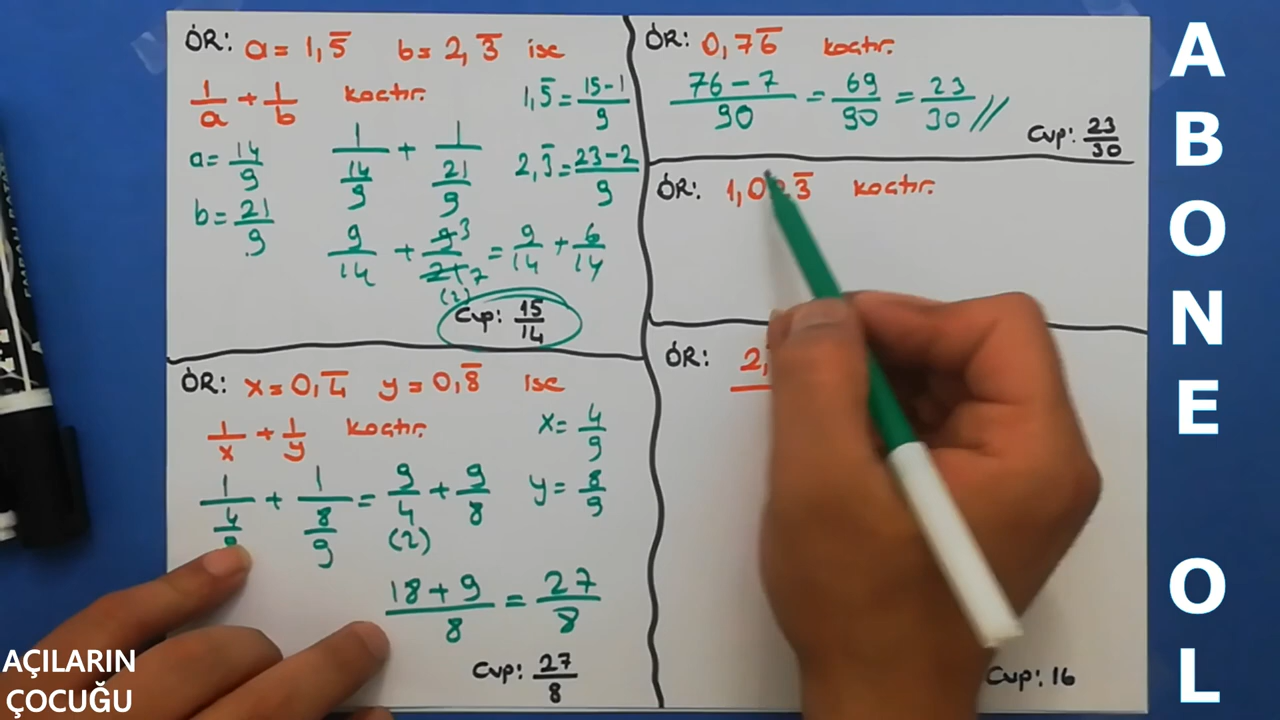 ÖR: a = 1,5̅ b = 2,3̅ ise
1/a + 1/b kaçtır.
1,5̅ = 15-1/9
a = 14/9
1/(14/9) + 1/(21/9)
2,3̅ = 23-2/9
b = 21/9
9/14 + 9/21 3 7 (2) = 9/14 + 6/14
Cvp: 15/14
ÖR: x = 0,4̅ y = 0,8̅ ise
1/x + 1/y kaçtır.
x = 4/9
1/(4/9) + 1/(8/9) = 9/4 + 9/8
(2)
y = 8/9
18+9/8 = 27/8
Cvp: 27/8
ÖR: 0,76̅ kaçtır.
76-7/90 = 69/90 = 23/30 //
Cvp: 23/30
ÖR: kaçtır.
ÖR: 2,
Cvp: 16
ABONE
OL
AÇILARIN
ÇOCUĞU